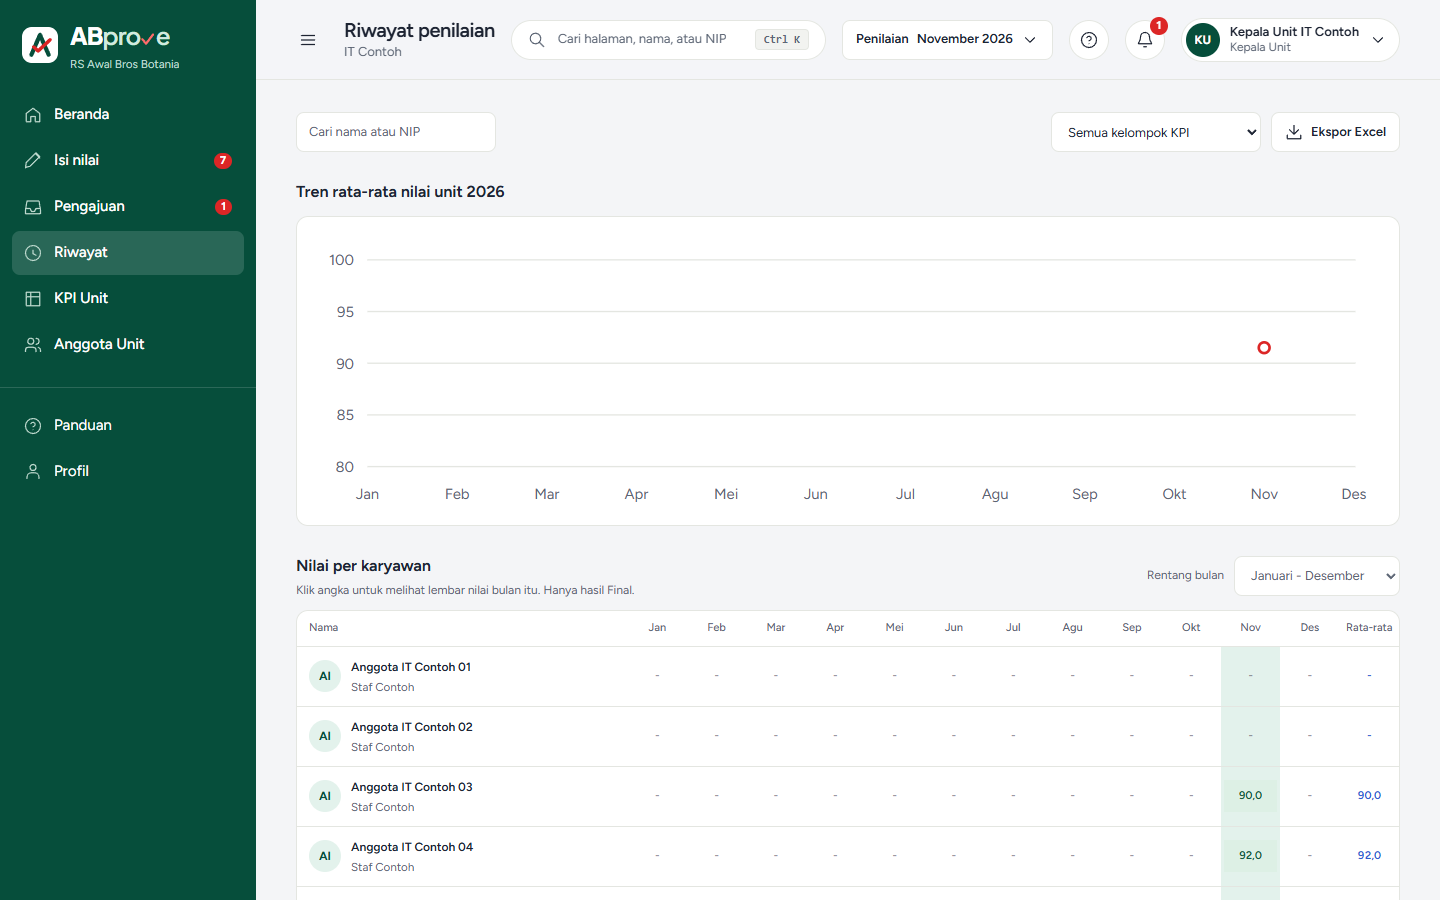 ABprove
RS Awal Bros Botania
Beranda
Isi nilai 7
Pengajuan 1
Riwayat
KPI Unit
Anggota Unit
Panduan
Profil
Riwayat penilaian
IT Contoh
Cari halaman, nama, atau NIP Ctrl K
Penilaian November 2026
1
KU
Kepala Unit IT Contoh
Kepala Unit
Cari nama atau NIP
Semua kelompok KPI
Ekspor Excel
Tren rata-rata nilai unit 2026
100
95
90
85
80
Jan Feb Mar Apr Mei Jun Jul Agu Sep Okt Nov Des
Nilai per karyawan
Klik angka untuk melihat lembar nilai bulan itu. Hanya hasil Final.
Rentang bulan Januari - Desember
Nama Jan Feb Mar Apr Mei Jun Jul Agu Sep Okt Nov Des Rata-rata
AI Anggota IT Contoh 01 - - - - - - - - - - - - -
Staf Contoh
AI Anggota IT Contoh 02 - - - - - - - - - - - - -
Staf Contoh
AI Anggota IT Contoh 03 - - - - - - - - - - 90,0 - 90,0
Staf Contoh
AI Anggota IT Contoh 04 - - - - - - - - - - 92,0 - 92,0
Staf Contoh